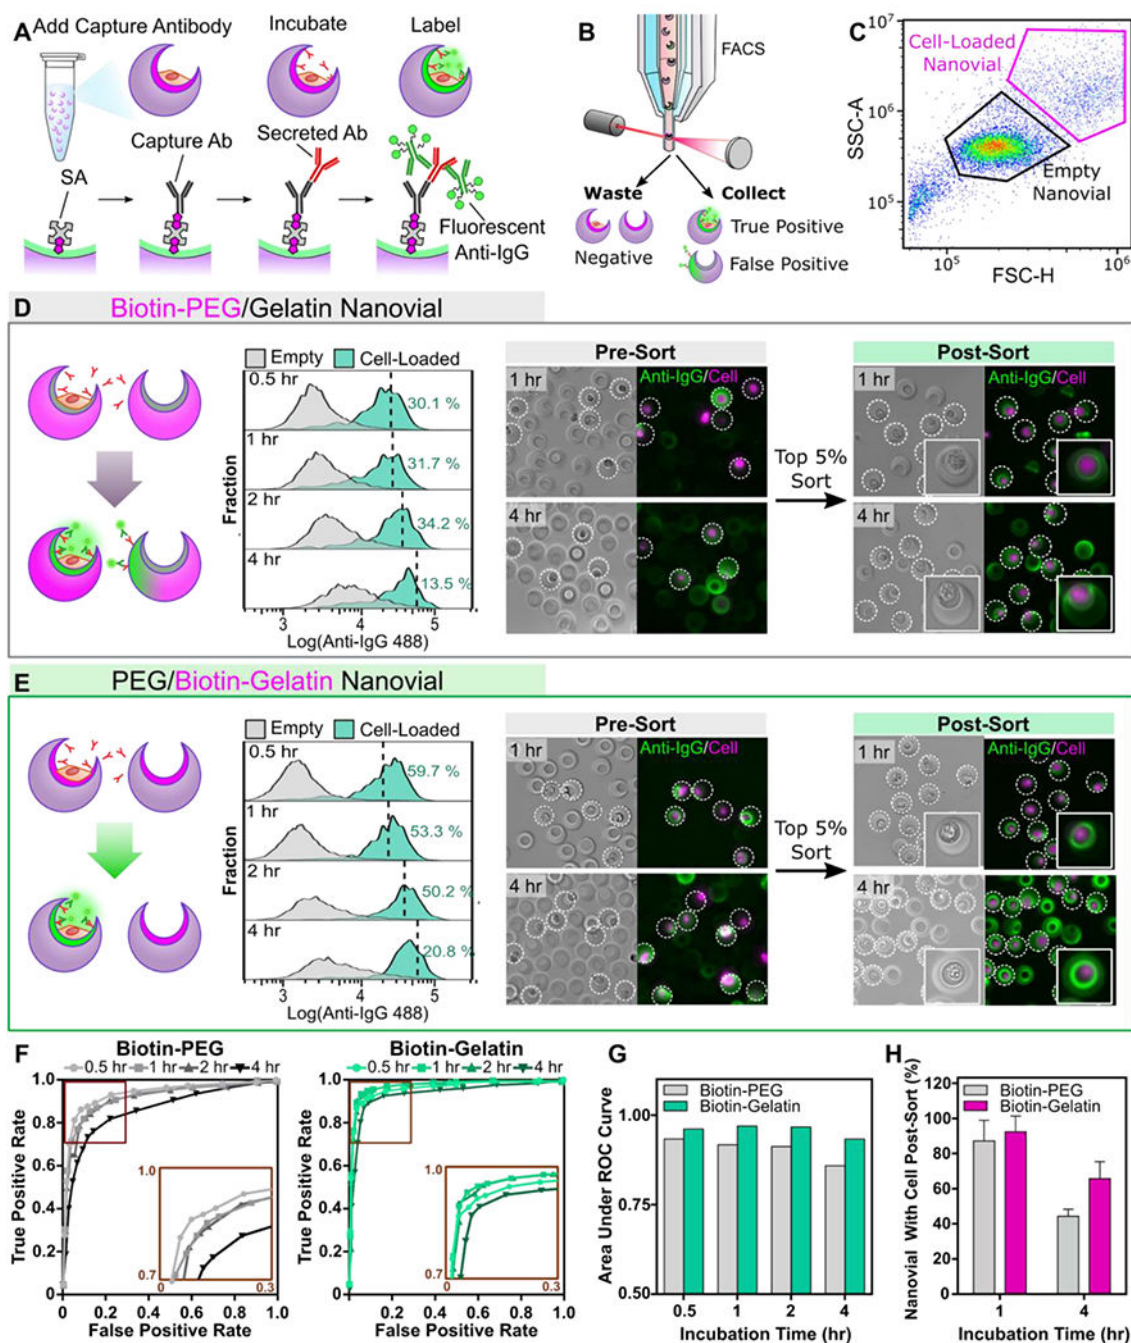 A
Add Capture Antibody
Incubate
Label
Capture Ab
Secreted Ab
SA
Fluorescent
Anti-IgG
B
FACS
Waste
Collect
Negative
True Positive
False Positive
C
Cell-Loaded
Nanovial
Empty
Nanovial
SSC-A
10^7
10^6
10^5
10^5
10^6
FSC-H
D
Biotin-PEG/Gelatin Nanovial
Empty
Cell-Loaded
0.5 hr
30.1 %
1 hr
31.7 %
2 hr
34.2 %
4 hr
13.5 %
Fraction
3
4
5
Log(Anti-IgG 488)
Pre-Sort
1 hr
Anti-IgG/Cell
4 hr
Top 5%
Sort
Post-Sort
1 hr
Anti-IgG/Cell
4 hr
E
PEG/Biotin-Gelatin Nanovial
Empty
Cell-Loaded
0.5 hr
59.7 %
1 hr
53.3 %
2 hr
50.2 %
4 hr
20.8 %
Fraction
3
4
5
Log(Anti-IgG 488)
Pre-Sort
1 hr
Anti-IgG/Cell
4 hr
Top 5%
Sort
Post-Sort
1 hr
Anti-IgG/Cell
4 hr
F
Biotin-PEG
0.5 hr
1 hr
2 hr
4 hr
True Positive Rate
1.0
0.8
0.6
0.4
0.2
0
1.0
0.7
0
0.3
0
0.2
0.4
0.6
0.8
1.0
False Positive Rate
Biotin-Gelatin
0.5 hr
1 hr
2 hr
4 hr
True Positive Rate
1.0
0.8
0.6
0.4
0.2
0
1.0
0.7
0
0.3
0
0.2
0.4
0.6
0.8
1.0
False Positive Rate
G
Biotin-PEG
Biotin-Gelatin
Area Under ROC Curve
1.00
0.75
0.50
0.5
1
2
4
Incubation Time (hr)
H
Biotin-PEG
Biotin-Gelatin
Nanovial With Cell Post-Sort (%)
120
100
80
60
40
20
0
1
4
Incubation Time (hr)